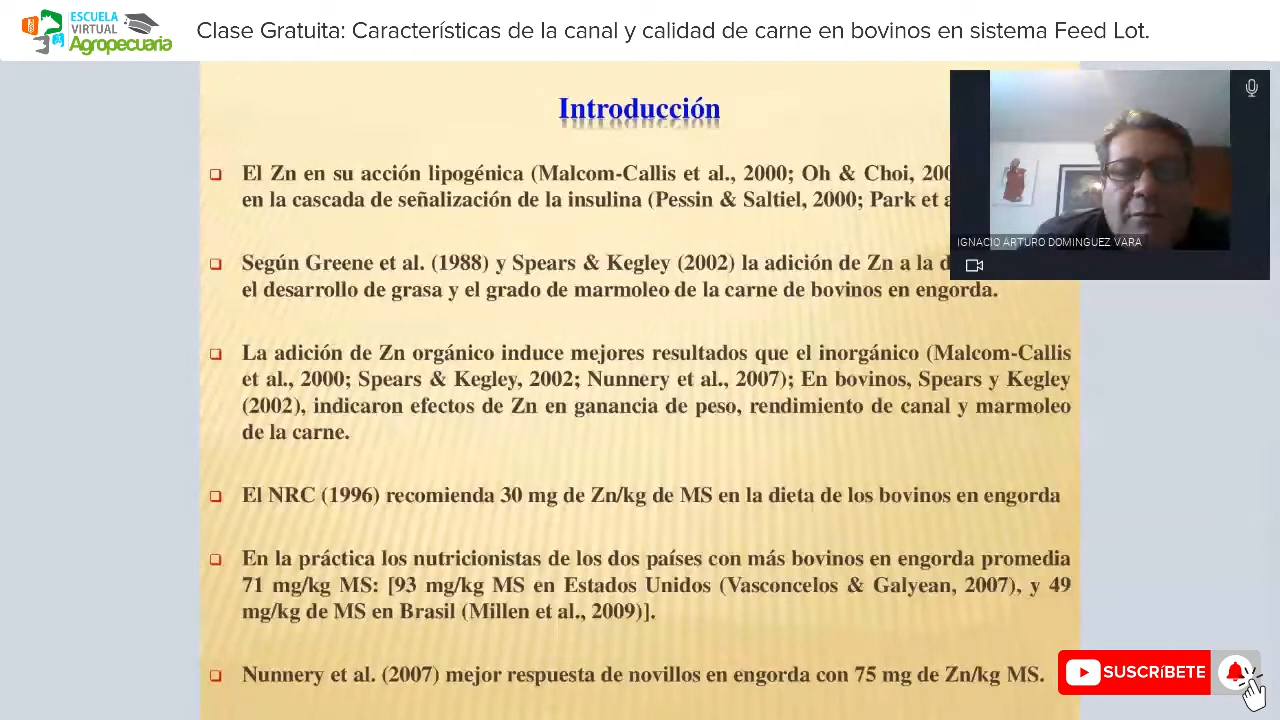 ESCUELA
VIRTUAL
Agropecuaria
Clase Gratuita: Características de la canal y calidad de carne en bovinos en sistema Feed Lot.
Introducción
El Zn en su acción lipogénica (Malcom-Callis et al., 2000; Oh & Choi,
en la cascada de señalización de la insulina (Pessin & Saltiel, 2000; Park et
IGNACIO ARTURO DOMINGUEZ VARA
Según Greene et al. (1988) y Spears & Kegley (2002) la adición de Zn a la
el desarrollo de grasa y el grado de marmoleo de la carne de bovinos en engorda.
La adición de Zn orgánico induce mejores resultados que el inorgánico (Malcom-Callis
et al., 2000; Spears & Kegley, 2002; Nunnery et al., 2007); En bovinos, Spears y Kegley
(2002), indicaron efectos de Zn en ganancia de peso, rendimiento de canal y marmoleo
de la carne.
El NRC (1996) recomienda 30 mg de Zn/kg de MS en la dieta de los bovinos en engorda
En la práctica los nutricionistas de los dos países con más bovinos en engorda promedia
71 mg/kg MS: [93 mg/kg MS en Estados Unidos (Vasconcelos & Galyean, 2007), y 49
mg/kg de MS en Brasil (Millen et al., 2009)].
Nunnery et al. (2007) mejor respuesta de novillos en engorda con 75 mg de Zn/kg MS.
SUSCRíBETE